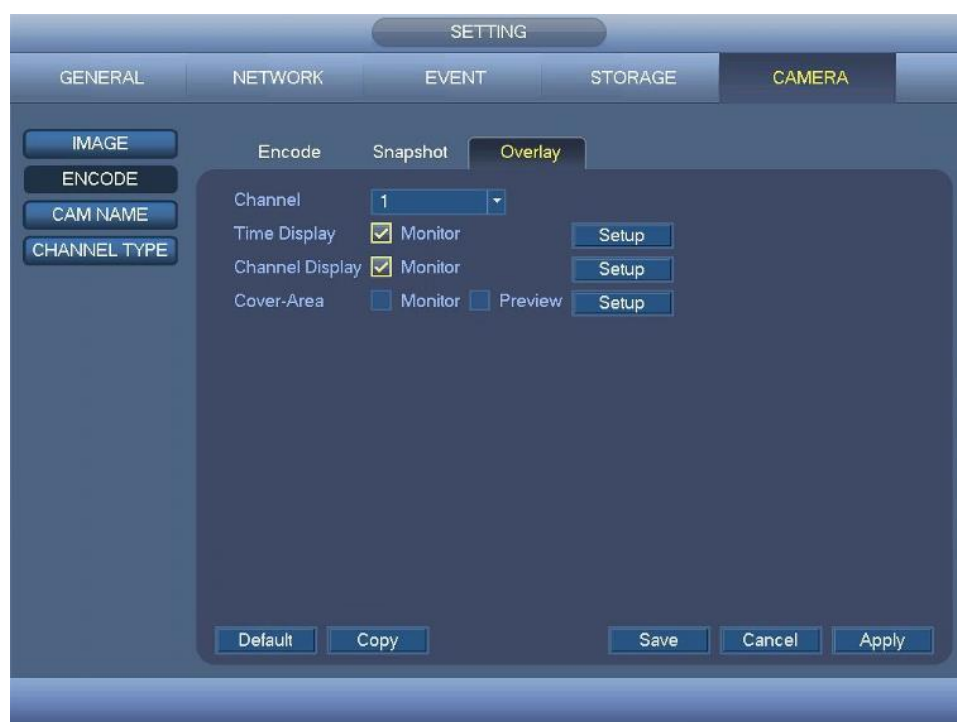 SETTING
GENERAL NETWORK EVENT STORAGE CAMERA
IMAGE
ENCODE
CAM NAME
CHANNEL TYPE
Encode Snapshot Overlay
Channel 1
Time Display Monitor Setup
Channel Display Monitor Setup
Cover-Area Monitor Preview Setup
Default Copy Save Cancel Apply